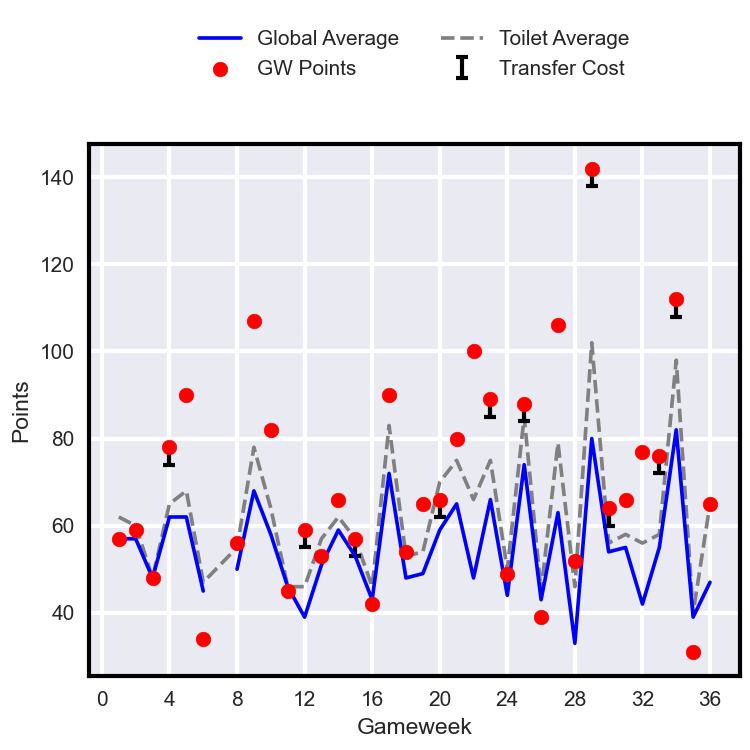 Global Average
Toilet Average
GW Points
Transfer Cost
140
120
100
80
60
40
Points
0 4 8 12 16 20 24 28 32 36
Gameweek